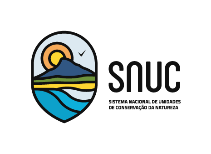 SNUC
SISTEMA NACIONAL DE UNIDADES
DE CONSERVAÇÃO DA NATUREZA